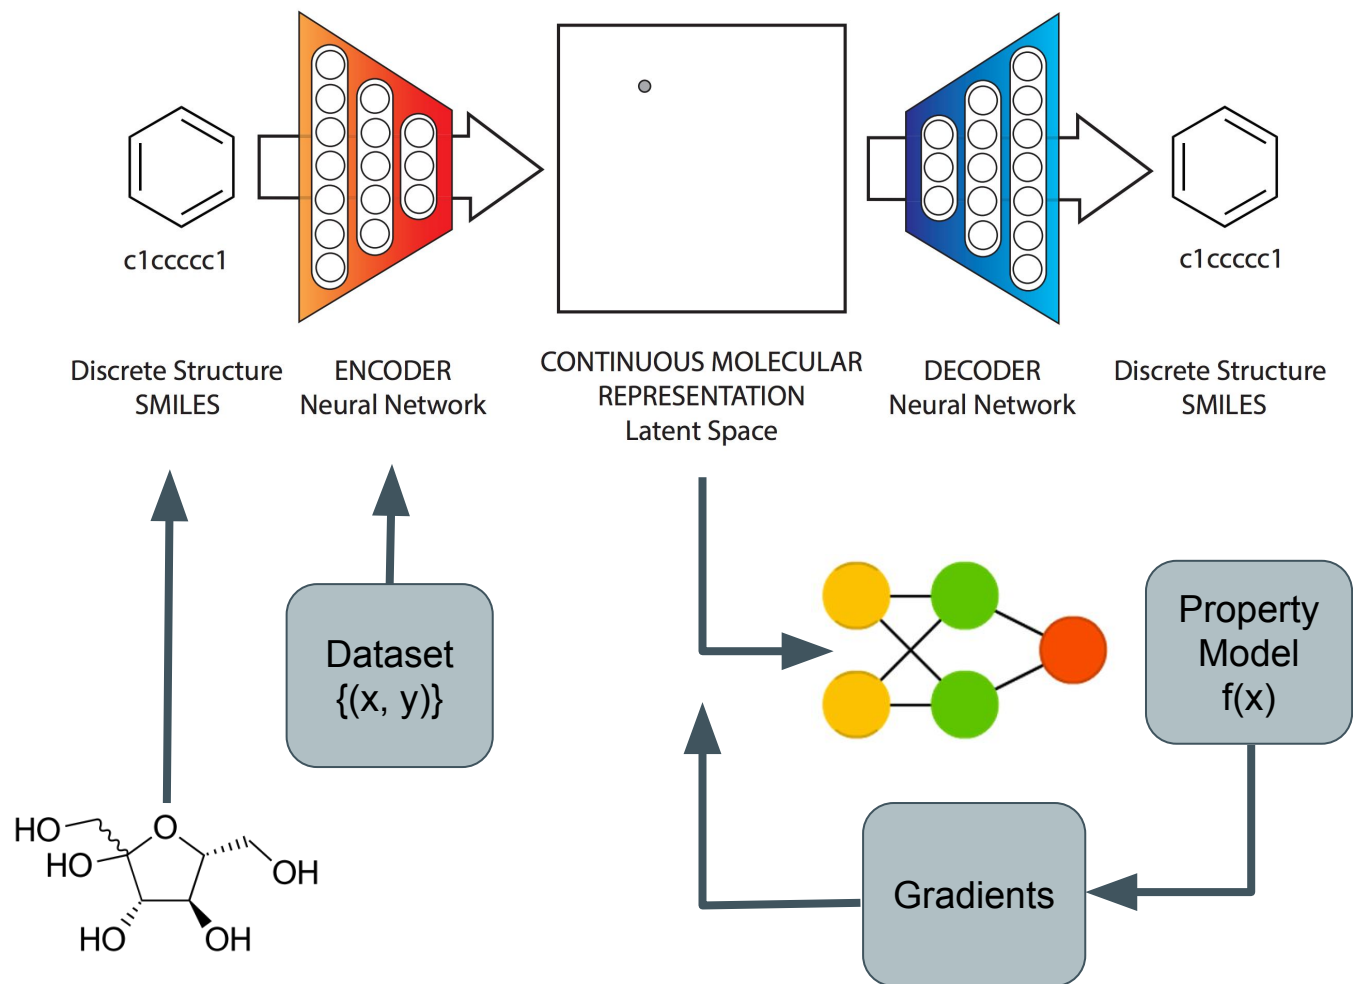 c1ccccc1
c1ccccc1
Discrete Structure
SMILES
ENCODER
Neural Network
CONTINUOUS MOLECULAR
REPRESENTATION
Latent Space
DECODER
Neural Network
Discrete Structure
SMILES
Dataset
{(x, y)}
Property
Model
f(x)
Gradients
HO
O
HO
OH
HO
OH